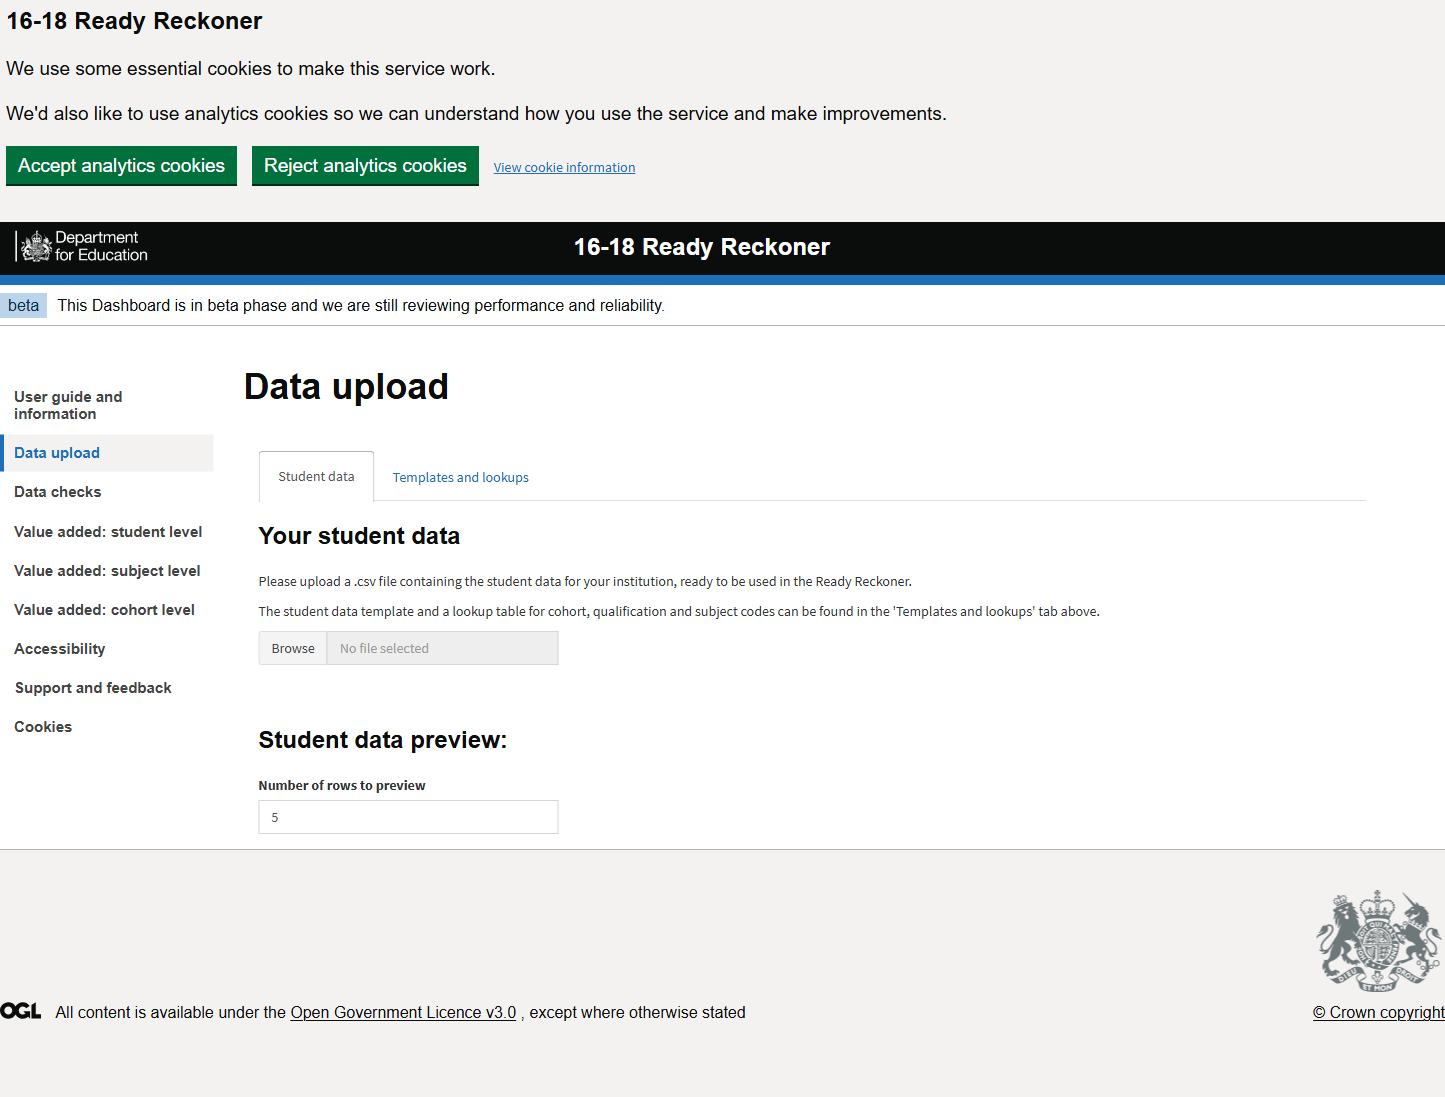 16-18 Ready Reckoner
We use some essential cookies to make this service work.
We'd also like to use analytics cookies so we can understand how you use the service and make improvements.
Accept analytics cookies
Reject analytics cookies
View cookie information
Department
for Education
16-18 Ready Reckoner
beta
This Dashboard is in beta phase and we are still reviewing performance and reliability.
User guide and
information
Data upload
Data checks
Value added: student level
Value added: subject level
Value added: cohort level
Accessibility
Support and feedback
Cookies
Data upload
Student data
Templates and lookups
Your student data
Please upload a .csv file containing the student data for your institution, ready to be used in the Ready Reckoner.
The student data template and a lookup table for cohort, qualification and subject codes can be found in the 'Templates and lookups' tab above.
Browse
No file selected
Student data preview:
Number of rows to preview
5
OGL
All content is available under the Open Government Licence v3.0 , except where otherwise stated
DIEU ET MON DROIT
© Crown copyright